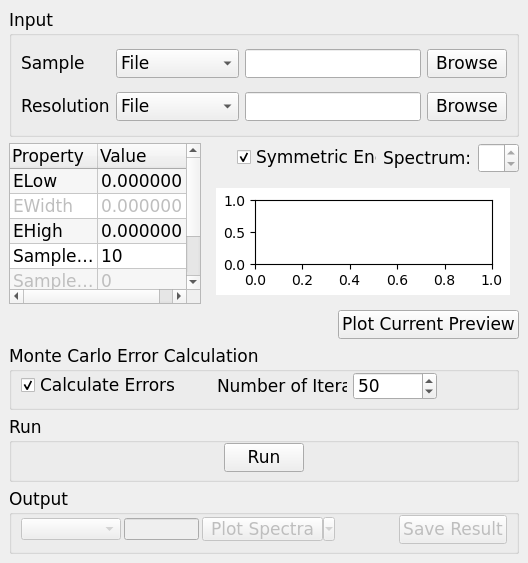 Input
Sample File Browse
Resolution File Browse
Property Value
ELow 0.000000
EWidth 0.000000
EHigh 0.000000
Sample... 10
Sample... 0
Symmetric En Spectrum:
1.0
0.5
0.0
0.0 0.2 0.4 0.6 0.8 1.0
Plot Current Preview
Monte Carlo Error Calculation
Calculate Errors Number of Itera 50
Run
Run
Output
Plot Spectra Save Result